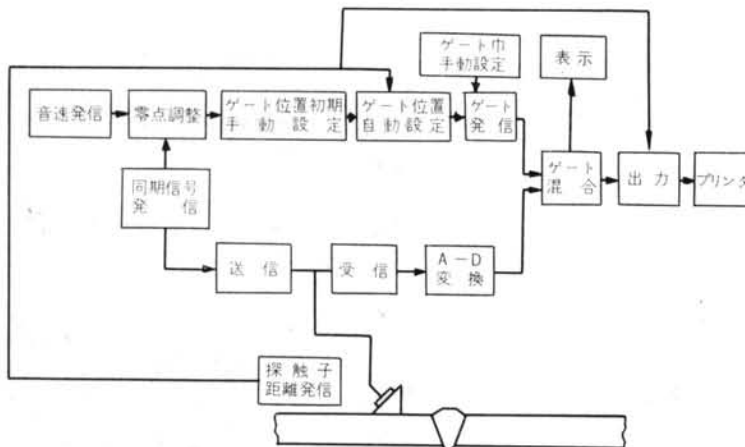 ゲート巾
手動設定
表示
音速発信
零点調整
ゲート位置初期
手動設定
ゲート位置
自動設定
ゲート
発信
同期信号
発信
ゲート
混合
出力
プリンタ
送信
受信
A－D
変換
探触子
距離発信